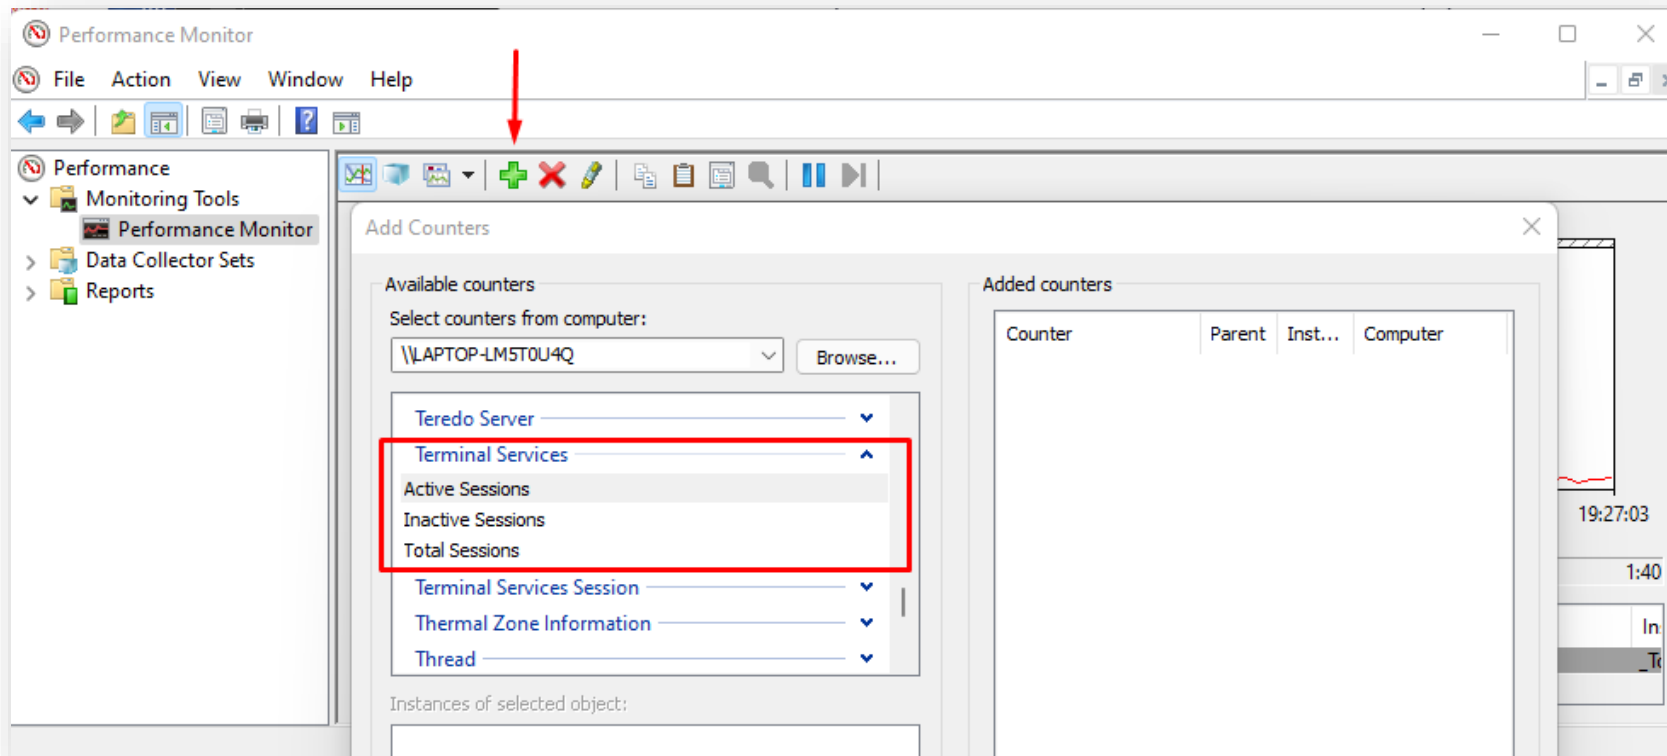 Performance Monitor
File Action View Window Help
Performance
Monitoring Tools
Performance Monitor
Data Collector Sets
Reports
Add Counters
Available counters
Select counters from computer:
\\LAPTOP-LM5T0U4Q
Browse...
Teredo Server
Terminal Services
Active Sessions
Inactive Sessions
Total Sessions
Terminal Services Session
Thermal Zone Information
Thread
Instances of selected object:
Added counters
Counter Parent Inst... Computer
19:27:03
1:40